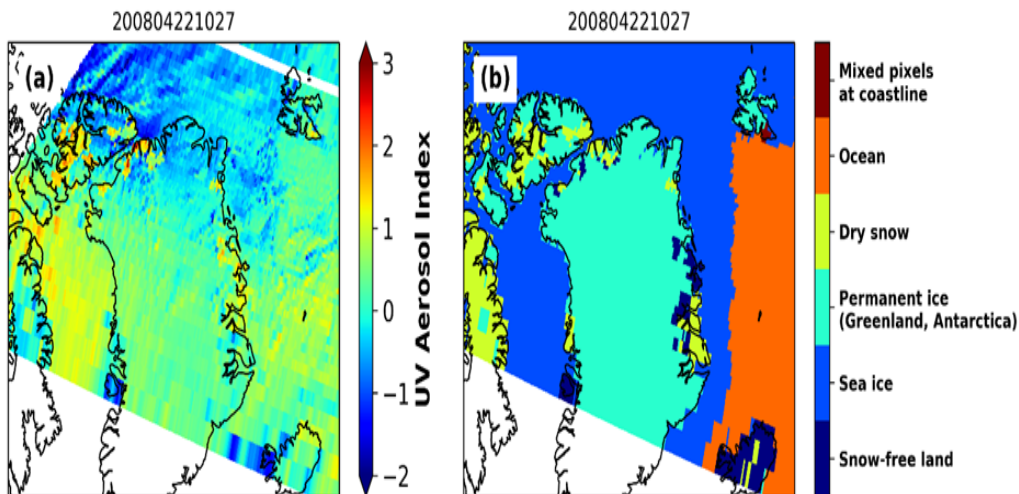 200804221027
(a)
3
2
1
0
−1
−2
UV Aerosol Index
200804221027
(b)
Mixed pixels
at coastline
Ocean
Dry snow
Permanent ice
(Greenland, Antarctica)
Sea ice
Snow-free land